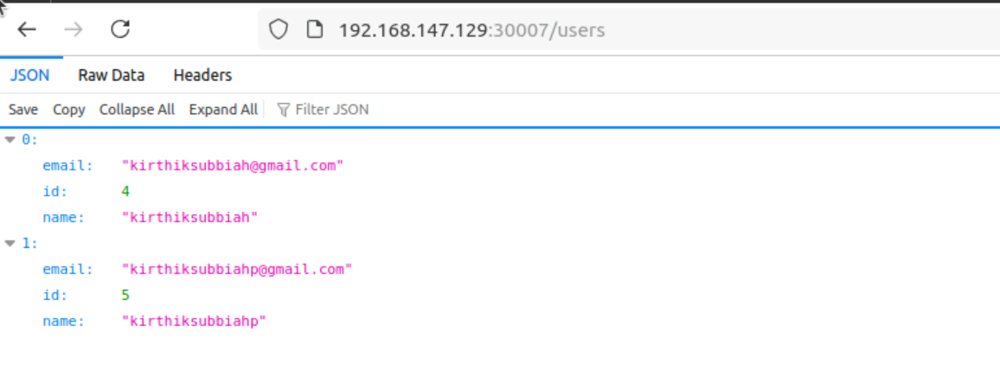 192.168.147.129:30007/users
JSON Raw Data Headers
Save Copy Collapse All Expand All Filter JSON
0:
email: "kirthiksubbiah@gmail.com"
id: 4
name: "kirthiksubbiah"
1:
email: "kirthiksubbiahp@gmail.com"
id: 5
name: "kirthiksubbiahp"